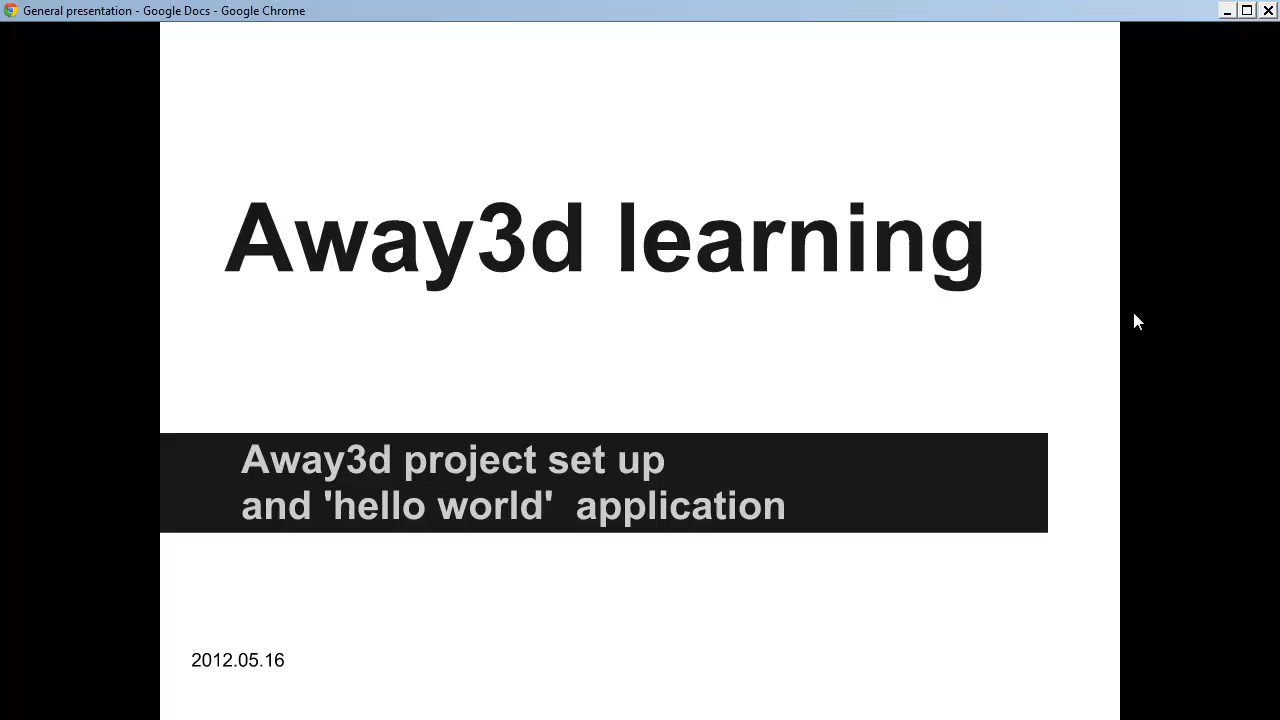 General presentation - Google Docs - Google Chrome
Away3d learning
Away3d project set up
and 'hello world'  application
2012.05.16